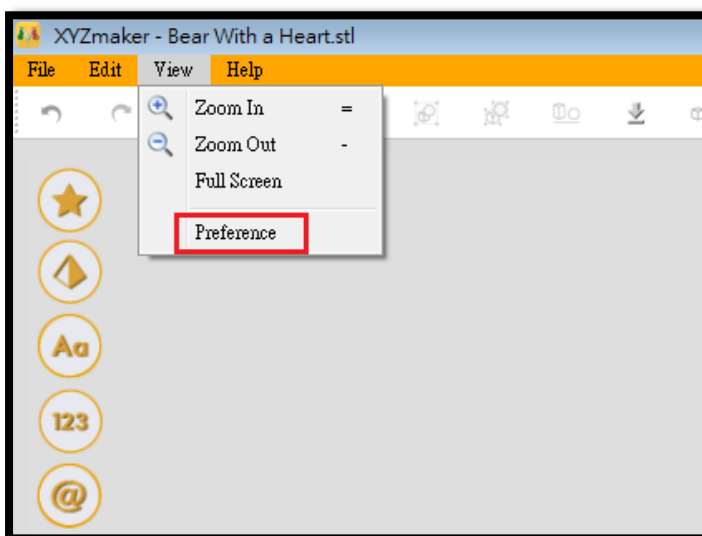 XYZmaker - Bear With a Heart.stl
File Edit View Help
Zoom In =
Zoom Out -
Full Screen
Preference
Aa
123
@